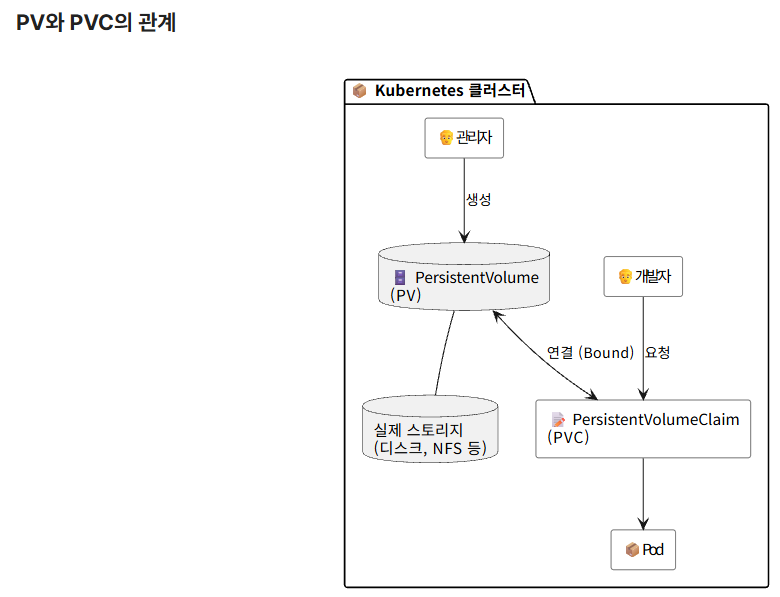 PV와 PVC의 관계
Kubernetes 클러스터
관리자
생성
PersistentVolume
(PV)
개발자
연결 (Bound)
요청
실제 스토리지
(디스크, NFS 등)
PersistentVolumeClaim
(PVC)
Pod